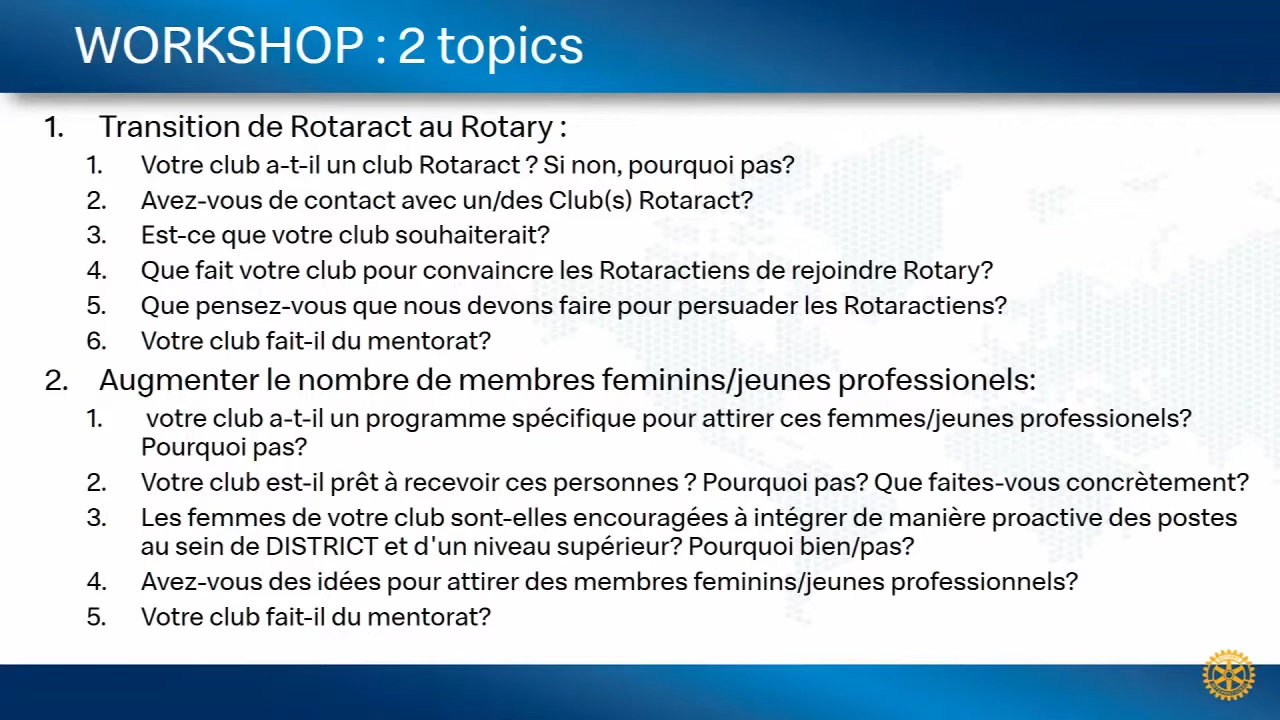 WORKSHOP : 2 topics
1. Transition de Rotaract au Rotary :
1. Votre club a-t-il un club Rotaract ? Si non, pourquoi pas?
2. Avez-vous de contact avec un/des Club(s) Rotaract?
3. Est-ce que votre club souhaiterait?
4. Que fait votre club pour convaincre les Rotaractiens de rejoindre Rotary?
5. Que pensez-vous que nous devons faire pour persuader les Rotaractiens?
6. Votre club fait-il du mentorat?
2. Augmenter le nombre de membres feminins/jeunes professionels:
1. votre club a-t-il un programme spécifique pour attirer ces femmes/jeunes professionels?
Pourquoi pas?
2. Votre club est-il prêt à recevoir ces personnes ? Pourquoi pas? Que faites-vous concrètement?
3. Les femmes de votre club sont-elles encouragées à intégrer de manière proactive des postes
au sein de DISTRICT et d'un niveau supérieur? Pourquoi bien/pas?
4. Avez-vous des idées pour attirer des membres feminins/jeunes professionnels?
5. Votre club fait-il du mentorat?